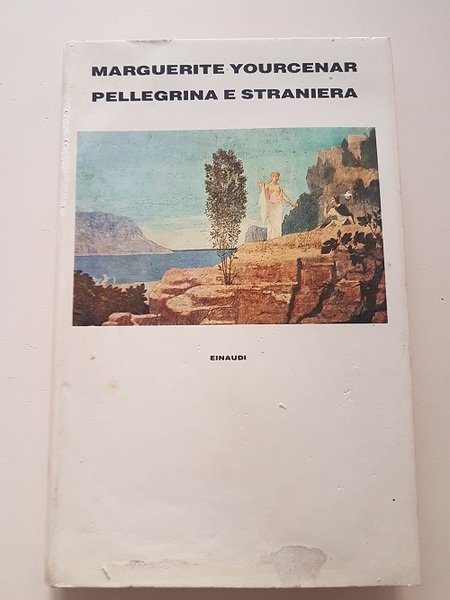 MARGUERITE YOURCENAR
PELLEGRINA E STRANIERA
EINAUDI